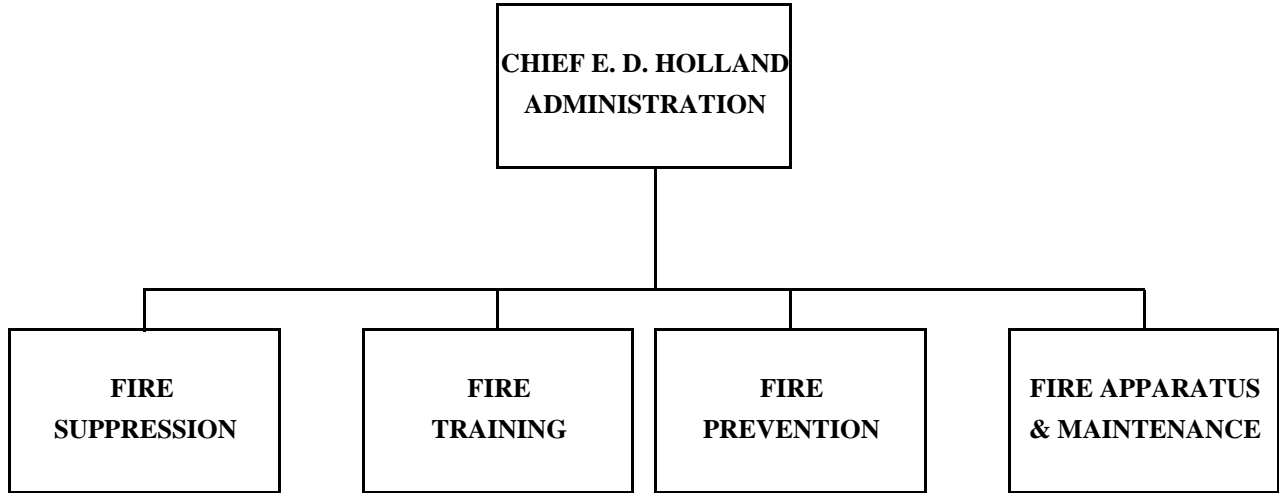 CHIEF E. D. HOLLAND
ADMINISTRATION
FIRE
SUPPRESSION
FIRE
TRAINING
FIRE
PREVENTION
FIRE APPARATUS
& MAINTENANCE